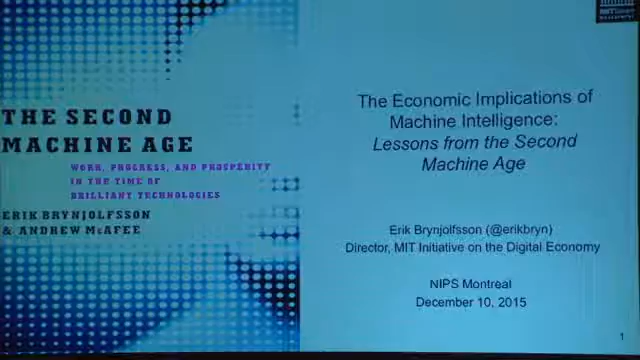 THE SECOND
MACHINE AGE
WORK, PROGRESS, AND PROSPERITY
IN THE TIME OF
BRILLIANT TECHNOLOGIES
ERIK BRYNJOLFSSON
& ANDREW McAFEE
The Economic Implications of
Machine Intelligence:
Lessons from the Second
Machine Age
Erik Brynjolfsson (@erikbryn)
Director, MIT Initiative on the Digital Economy
NIPS Montreal
December 10, 2015
1